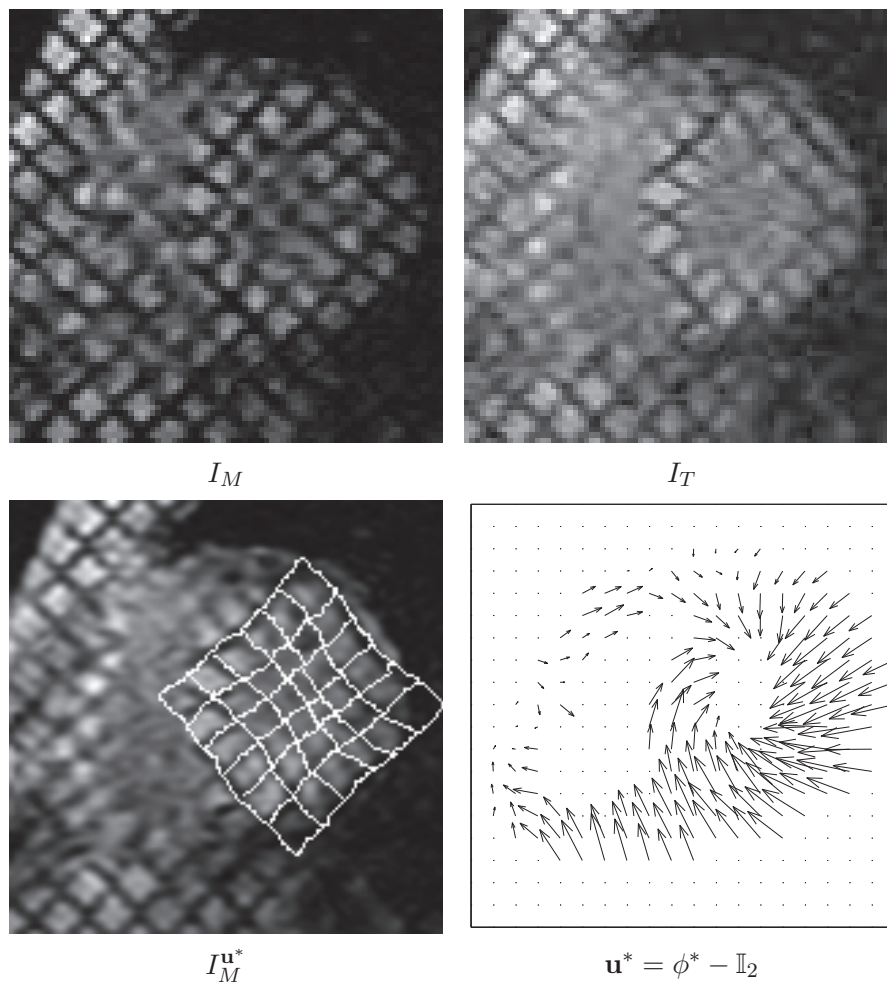 I_M
I_T
I_M^{u*}
u* = ϕ* − 𝕀_2